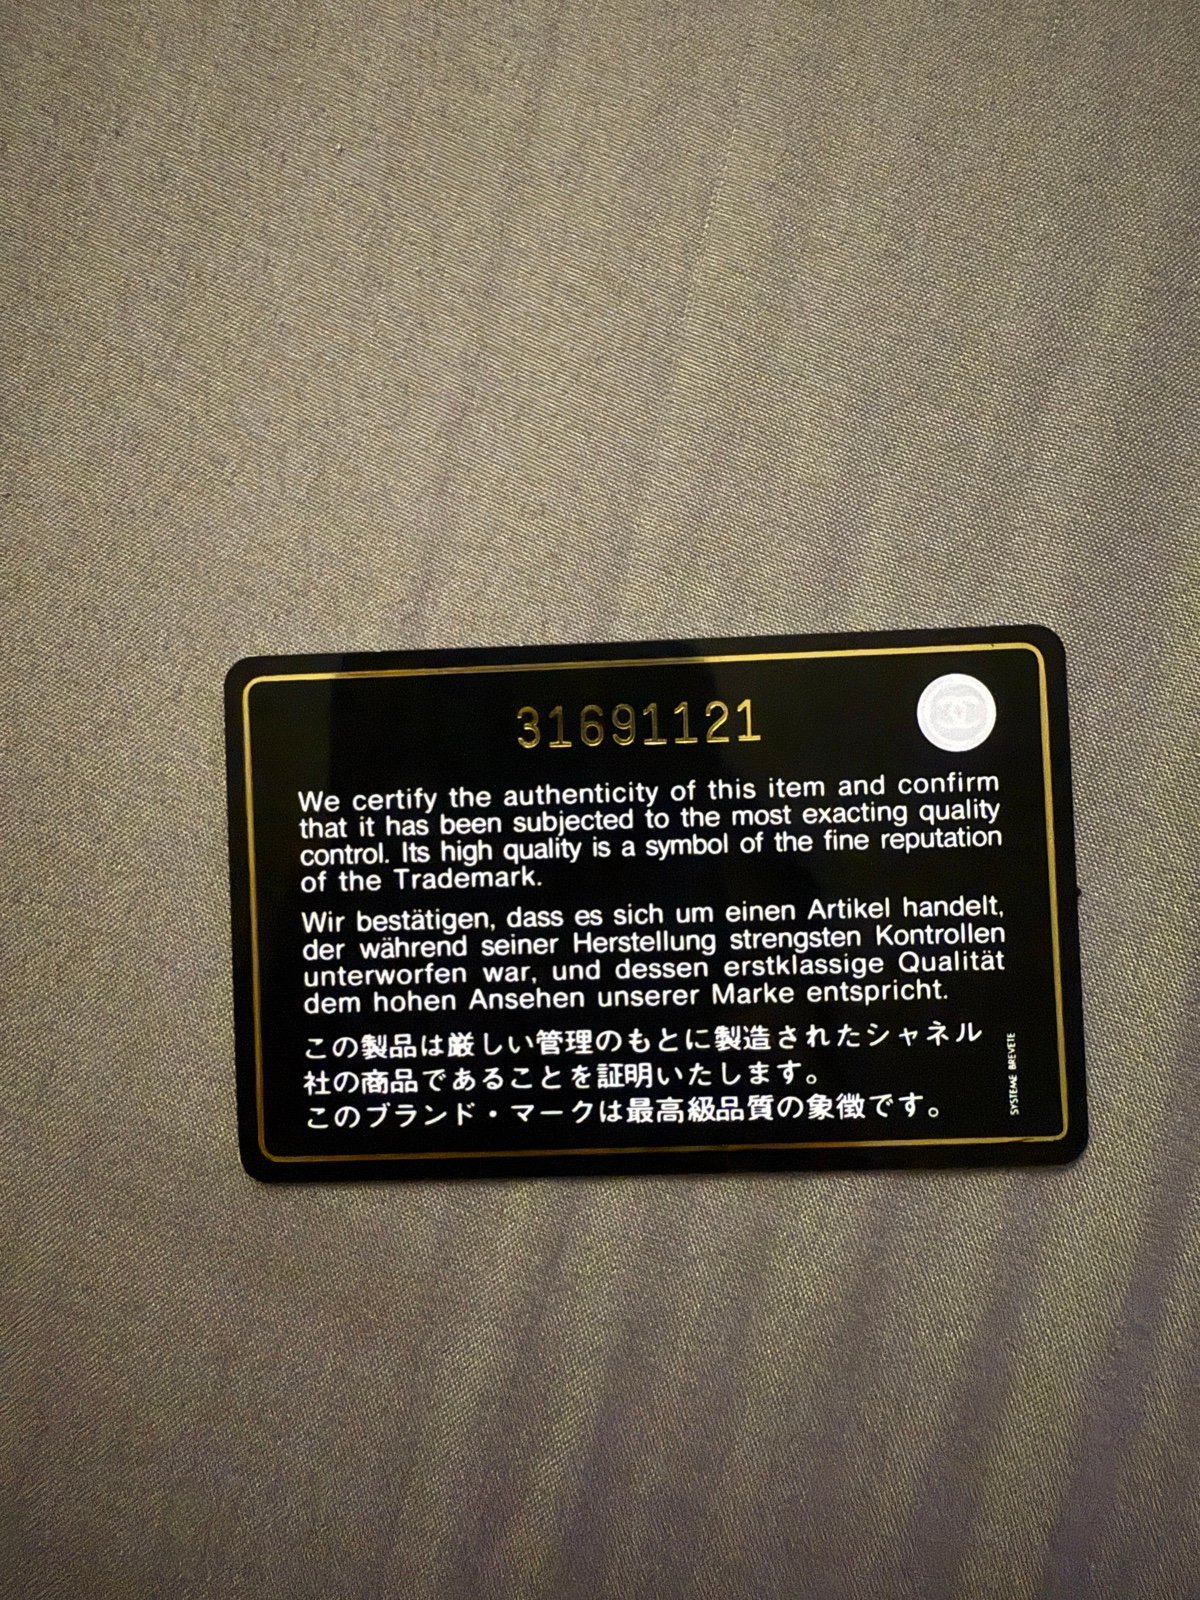 31691121
We certify the authenticity of this item and confirm
that it has been subjected to the most exacting quality
control. Its high quality is a symbol of the fine reputation
of the Trademark.
Wir bestätigen, dass es sich um einen Artikel handelt,
der während seiner Herstellung strengsten Kontrollen
unterworfen war, und dessen erstklassige Qualität
dem hohen Ansehen unserer Marke entspricht.
この製品は厳しい管理のもとに製造されたシャネル
社の商品であることを証明いたします。
このブランド・マークは最高級品質の象徴です。
SYSTEME BREVETE